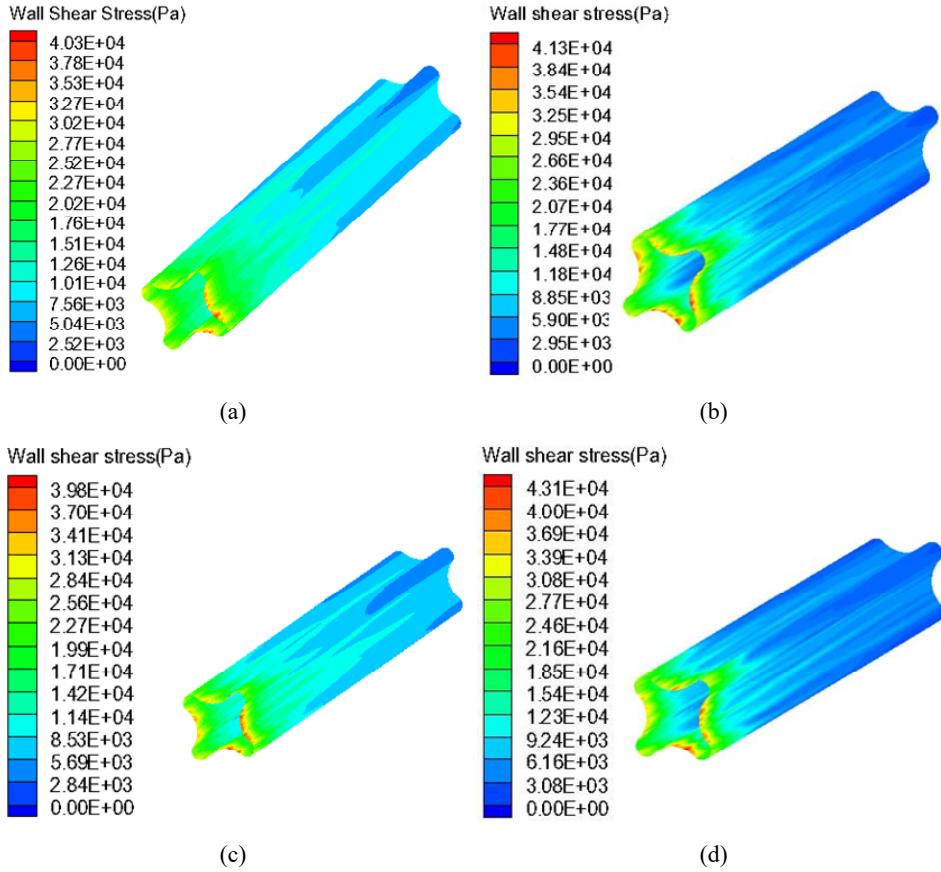 Wall Shear Stress(Pa)
4.03E+04
3.78E+04
3.53E+04
3.27E+04
3.02E+04
2.77E+04
2.52E+04
2.27E+04
2.02E+04
1.76E+04
1.51E+04
1.26E+04
1.01E+04
7.56E+03
5.04E+03
2.52E+03
0.00E+00
(a)
Wall shear stress(Pa)
4.13E+04
3.84E+04
3.54E+04
3.25E+04
2.95E+04
2.66E+04
2.36E+04
2.07E+04
1.77E+04
1.48E+04
1.18E+04
8.85E+03
5.90E+03
2.95E+03
0.00E+00
(b)
Wall shear stress(Pa)
3.98E+04
3.70E+04
3.41E+04
3.13E+04
2.84E+04
2.56E+04
2.27E+04
1.99E+04
1.71E+04
1.42E+04
1.14E+04
8.53E+03
5.69E+03
2.84E+03
0.00E+00
(c)
Wall shear stress(Pa)
4.31E+04
4.00E+04
3.69E+04
3.39E+04
3.08E+04
2.77E+04
2.46E+04
2.16E+04
1.85E+04
1.54E+04
1.23E+04
9.24E+03
6.16E+03
3.08E+03
0.00E+00
(d)